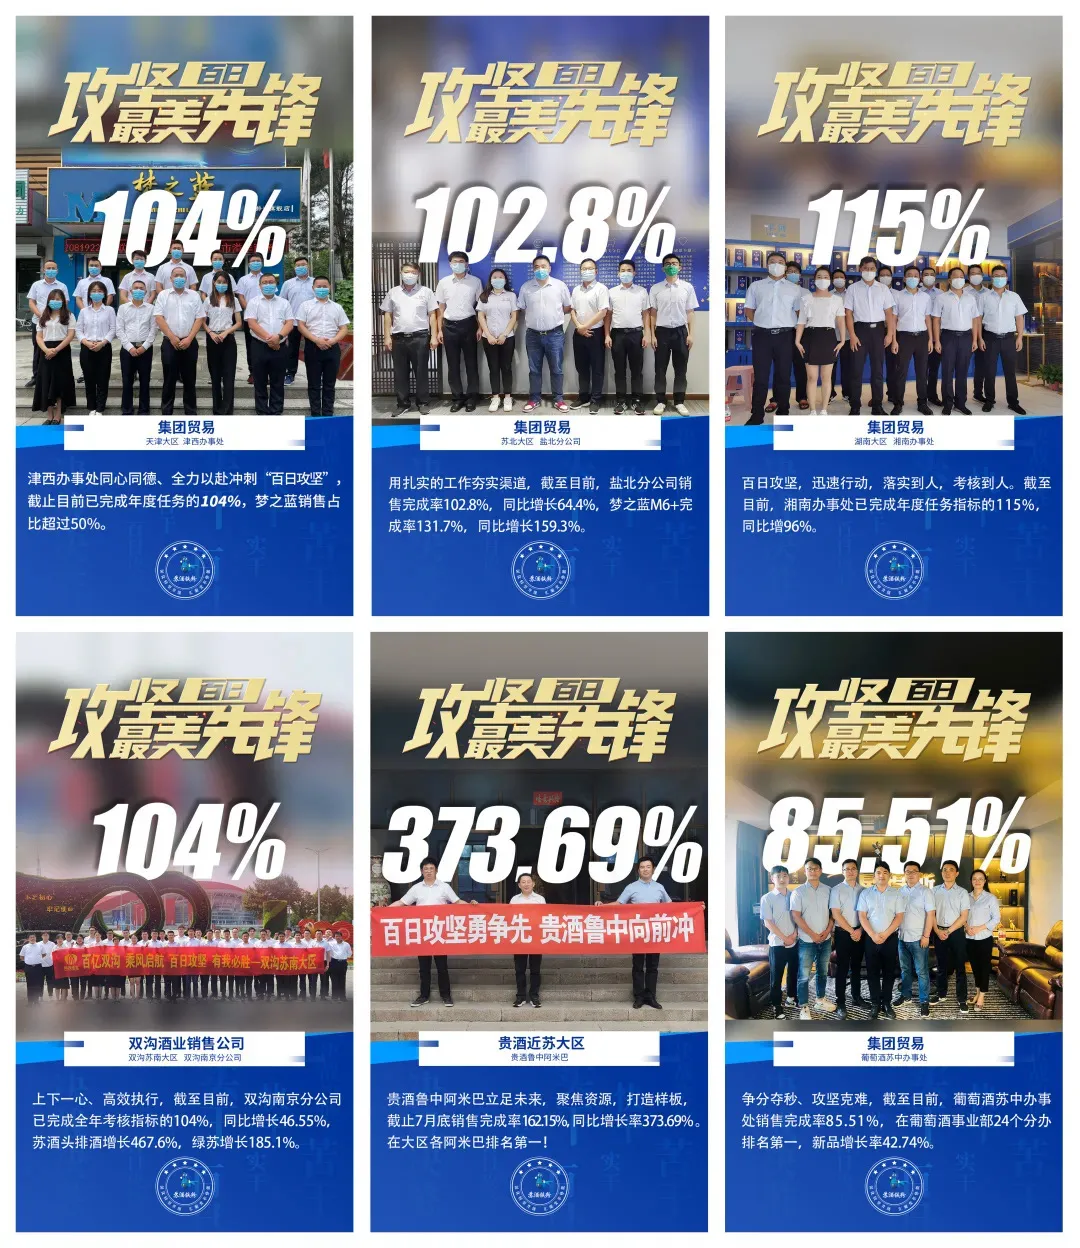 攻坚百日
最美先锋
梦之蓝
104%
集团贸易
天津大区 津西办事处
津西办事处同心同德、全力以赴冲刺“百日攻坚”，
截止目前已完成年度任务的104%，梦之蓝销售占
比超过50%。
攻坚百日
最美先锋
102.8%
集团贸易
苏北大区 盐北分公司
用扎实的工作夯实渠道，截至目前，盐北分公司销
售完成率102.8%，同比增长64.4%，梦之蓝M6+完
成率131.7%，同比增长159.3%。
攻坚百日
最美先锋
115%
集团贸易
湖南大区 湘南办事处
百日攻坚，迅速行动，落实到人，考核到人。截至
目前，湘南办事处已完成年度任务指标的115%，
同比增96%。
攻坚百日
最美先锋
104%
百亿双沟 乘风启航 百日攻坚 有我必胜—双沟苏南大区
双沟酒业销售公司
双沟苏南大区 双沟南京分公司
上下一心、高效执行，截至目前，双沟南京分公司
已完成全年考核指标的104%，同比增长46.55%，
苏酒头排酒增长467.6%，绿苏增长185.1%。
攻坚百日
最美先锋
373.69%
百日攻坚勇争先 贵酒鲁中向前冲
贵酒近苏大区
贵酒鲁中阿米巴
贵酒鲁中阿米巴立足未来，聚焦资源，打造样板，
截止7月底销售完成率162.15%，同比增长率373.69%。
在大区各阿米巴排名第一！
攻坚百日
最美先锋
85.51%
集团贸易
葡萄酒苏中办事处
争分夺秒、攻坚克难，截至目前，葡萄酒苏中办事
处销售完成率85.51%，在葡萄酒事业部24个分办
排名第一，新品增长率42.74%。